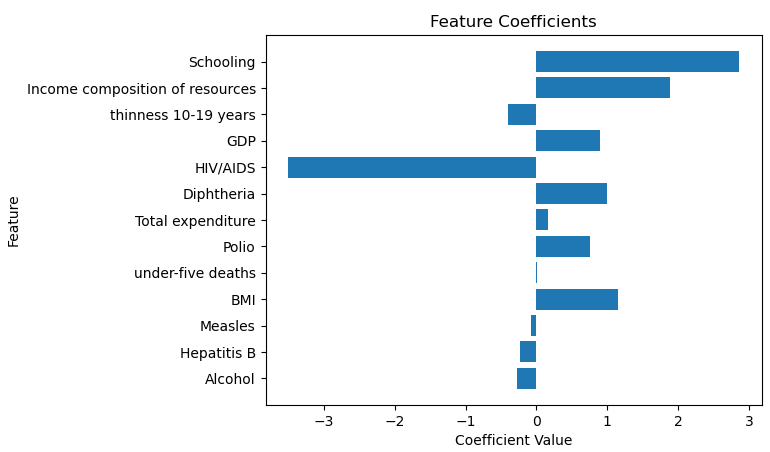 Feature Coefficients
Schooling
Income composition of resources
thinness 10-19 years
GDP
HIV/AIDS
Diphtheria
Total expenditure
Polio
under-five deaths
BMI
Measles
Hepatitis B
Alcohol
Feature
−3 −2 −1 0 1 2 3
Coefficient Value